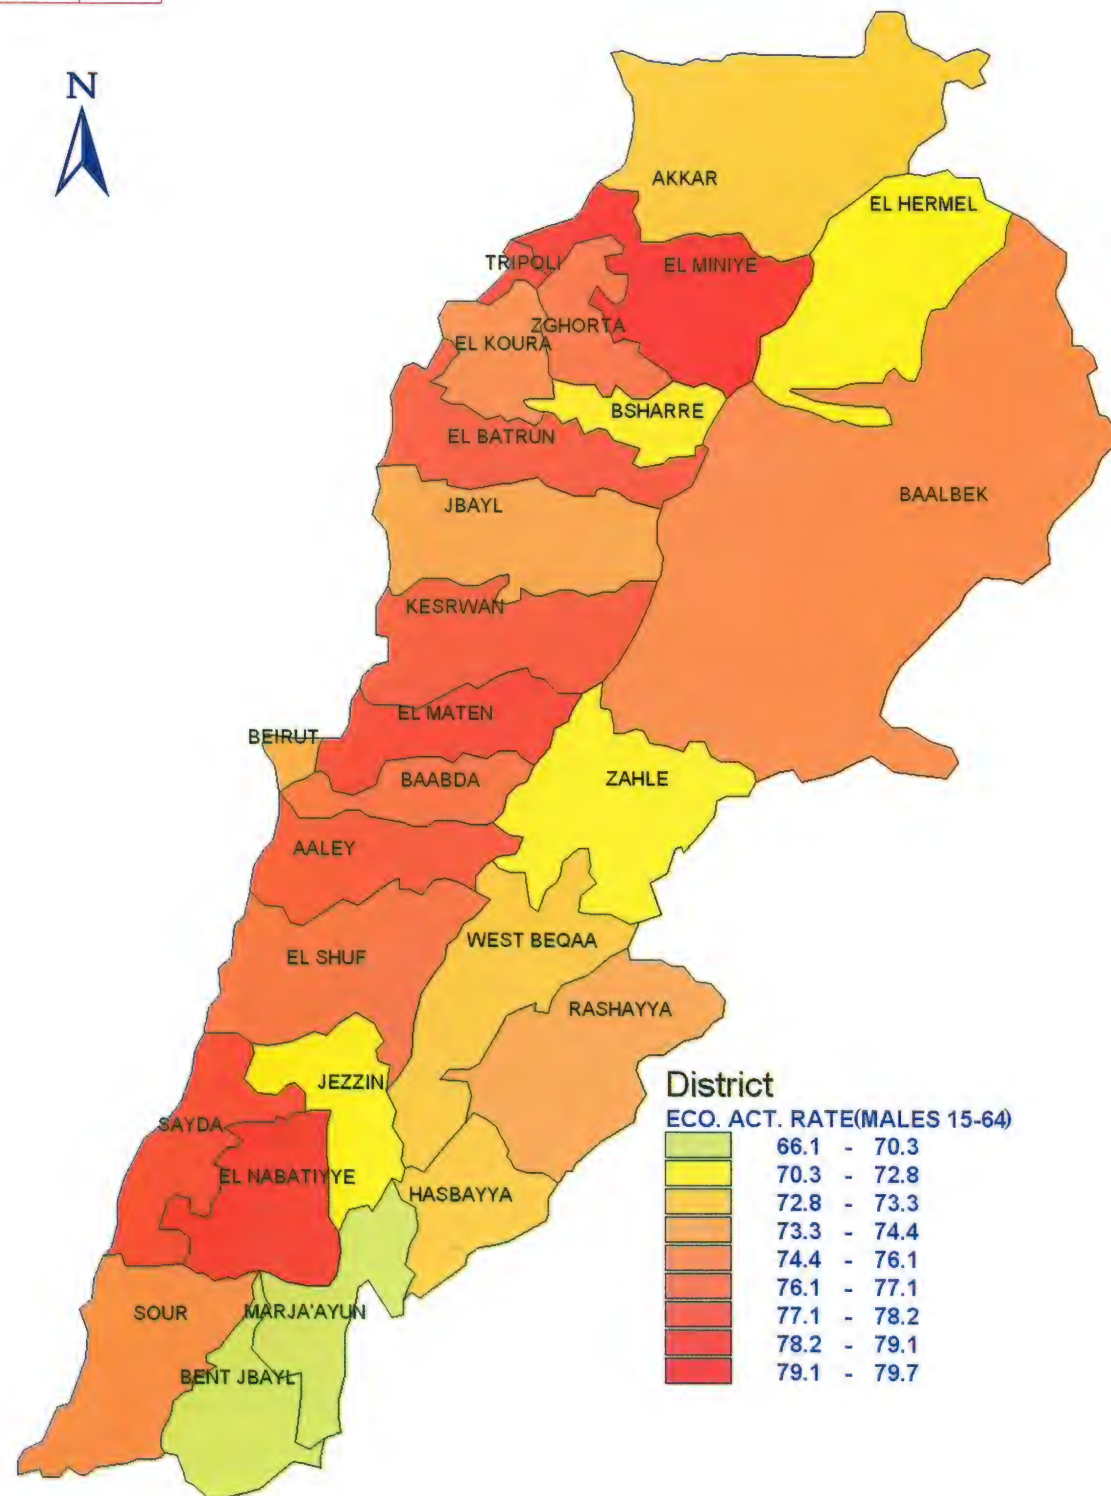 N
AKKAR
EL HERMEL
TRIPOLI
EL MINIYE
ZGHORTA
EL KOURA
BSHARRE
EL BATRUN
BAALBEK
JBAYL
KESRWAN
EL MATEN
BEIRUT
BAABDA
ZAHLE
AALEY
WEST BEQAA
EL SHUF
RASHAYYA
JEZZIN
SAYDA
EL NABATIYYE
HASBAYYA
SOUR
MARJA'AYUN
BENT JBAYL
District
ECO. ACT. RATE(MALES 15-64)
66.1 - 70.3
70.3 - 72.8
72.8 - 73.3
73.3 - 74.4
74.4 - 76.1
76.1 - 77.1
77.1 - 78.2
78.2 - 79.1
79.1 - 79.7